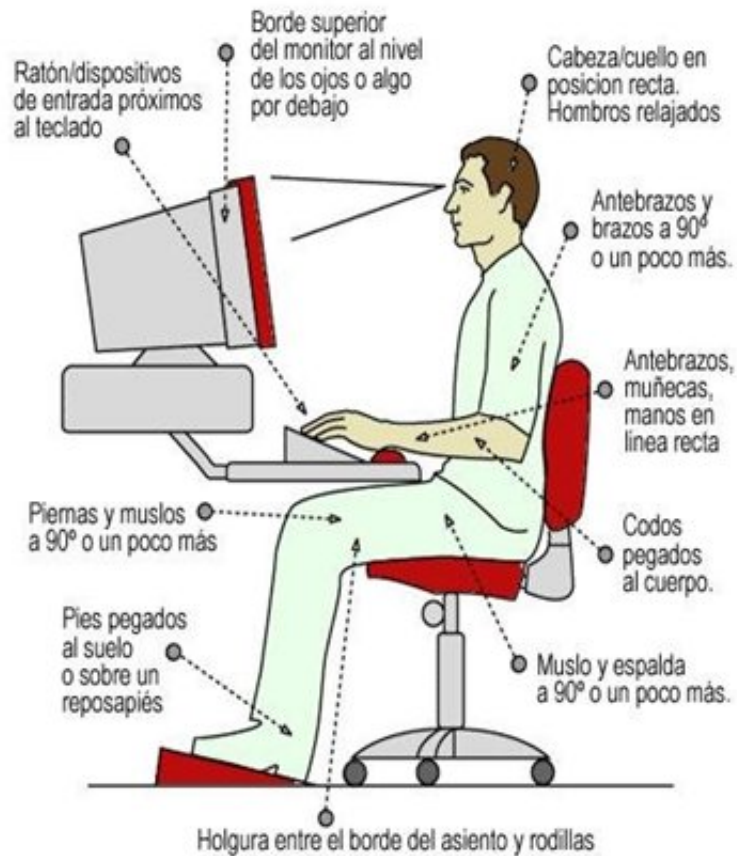 Borde superior
del monitor al nivel
de los ojos o algo
por debajo
Ratón/dispositivos
de entrada próximos
al teclado
Cabeza/cuello en
posicion recta.
Hombros relajados
Antebrazos y
brazos a 90º
o un poco más.
Antebrazos,
muñecas,
manos en
línea recta
Piernas y muslos
a 90º o un poco más
Codos
pegados
al cuerpo.
Pies pegados
al suelo
o sobre un
reposapiés
Muslo y espalda
a 90º o un poco más.
Holgura entre el borde del asiento y rodillas